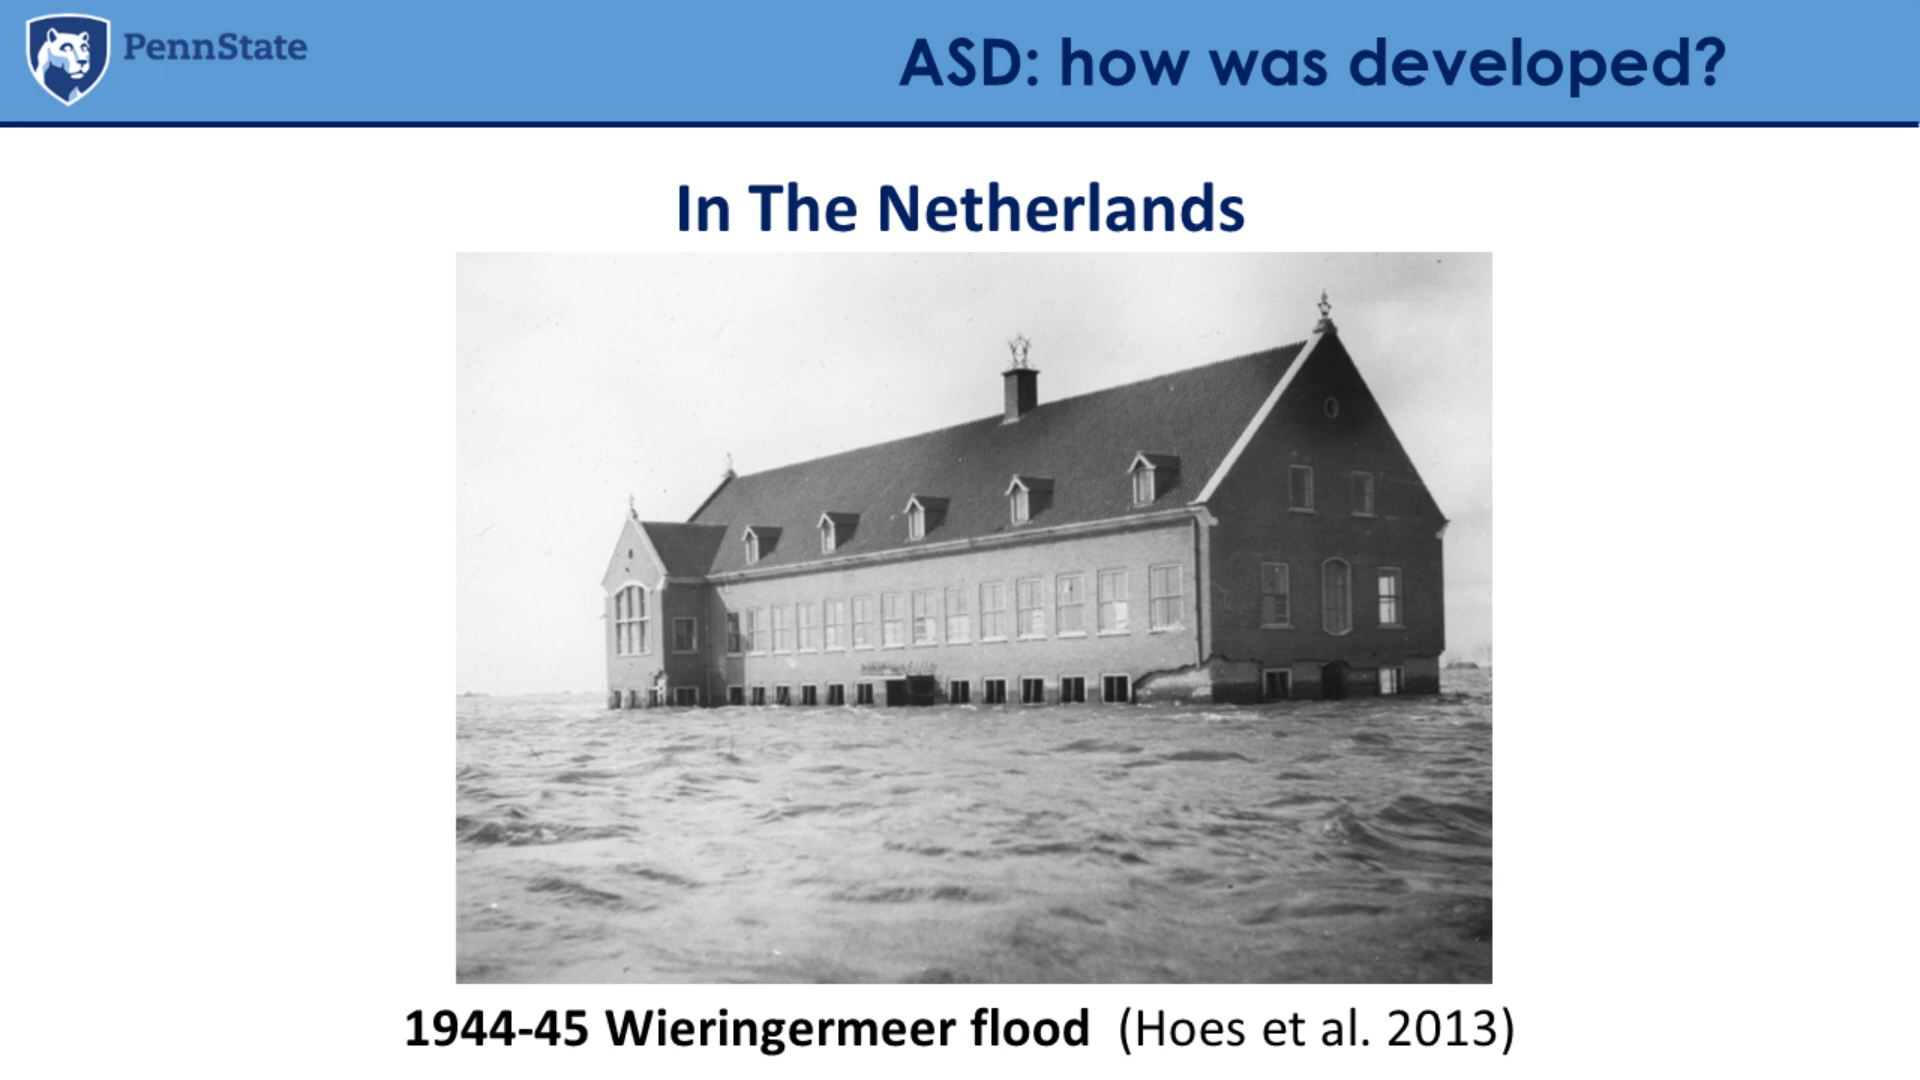 PennState
ASD: how was developed?
In The Netherlands
1944-45 Wieringermeer flood (Hoes et al. 2013)